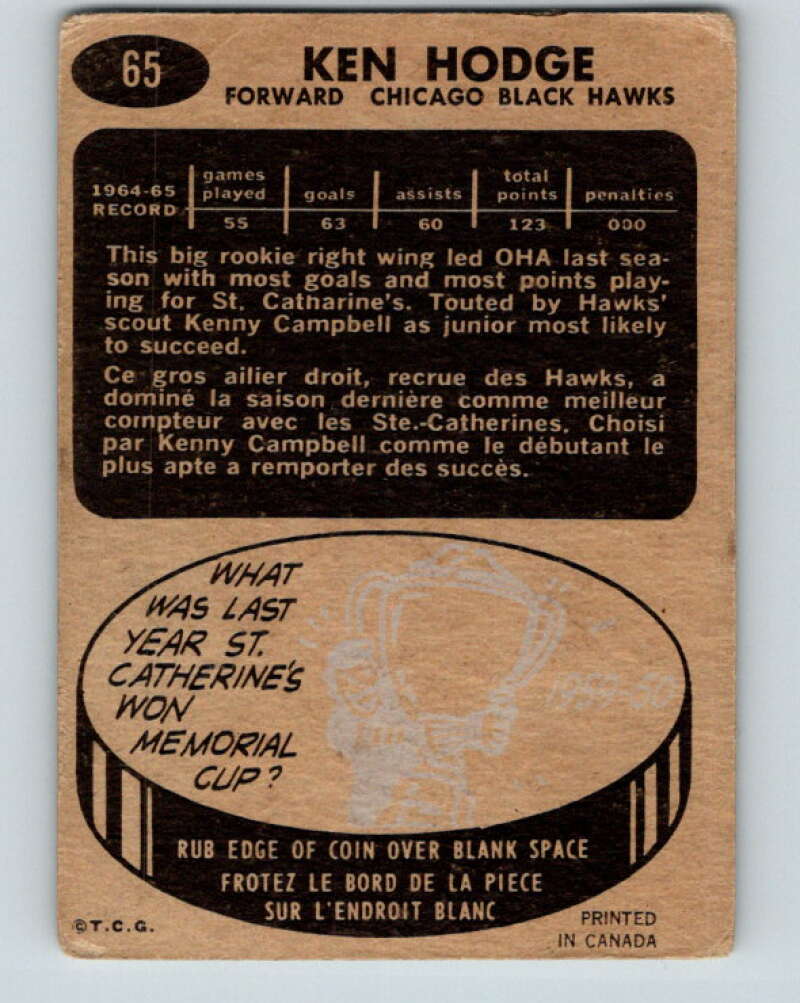 65
KEN HODGE
FORWARD CHICAGO BLACK HAWKS
1964-65 RECORD
games played goals assists total points penalties
55 63 60 123 000
This big rookie right wing led OHA last sea-
son with most goals and most points play-
ing for St. Catharine's. Touted by Hawks'
scout Kenny Campbell as junior most likely
to succeed.
Ce gros ailier droit, recrue des Hawks, a
dominé la saison dernière comme meilleur
compteur avec les Ste.-Catherines. Choisi
par Kenny Campbell comme le débutant le
plus apte a remporter des succès.
WHAT
WAS LAST
YEAR ST.
CATHERINE'S
WON
MEMORIAL
CUP?
1959-60
RUB EDGE OF COIN OVER BLANK SPACE
FROTEZ LE BORD DE LA PIECE
SUR L'ENDROIT BLANC
©T.C.G.
PRINTED
IN CANADA